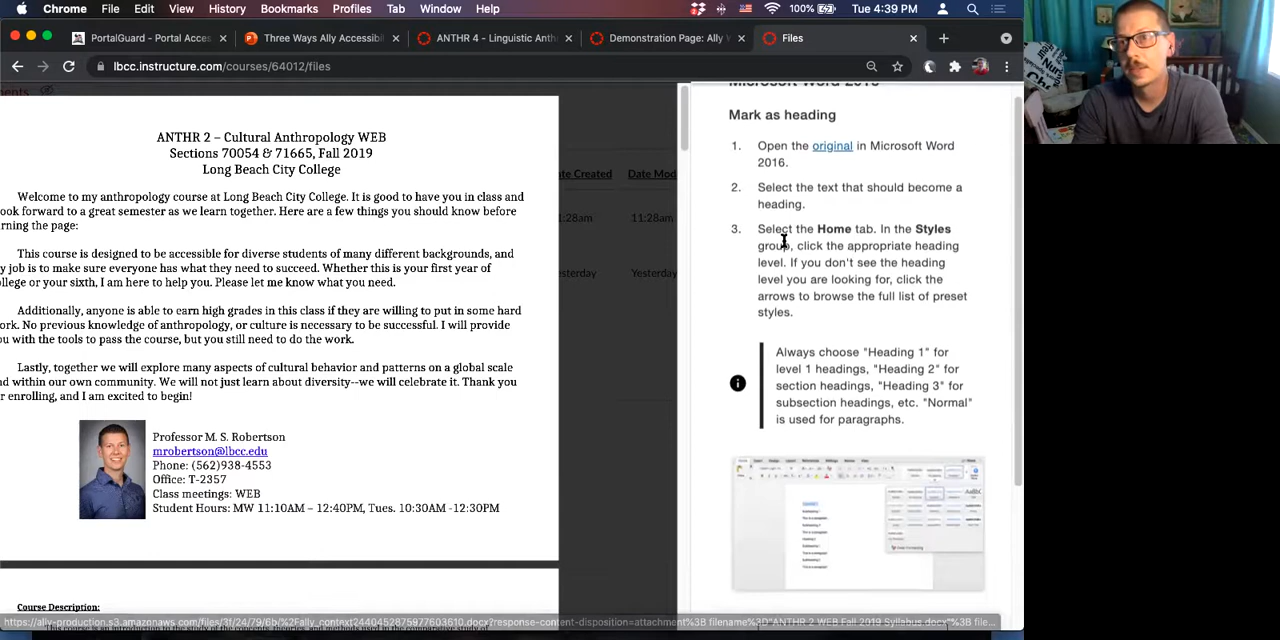 Chrome File Edit View History Bookmarks Profiles Tab Window Help 100% Tue 4:39 PM
PortalGuard - Portal Acces × Three Ways Ally Accessibi × ANTHR 4 - Linguistic Anth × Demonstration Page: Ally W × Files ×
lbcc.instructure.com/courses/64012/files
ANTHR 2 – Cultural Anthropology WEB
Sections 70054 & 71665, Fall 2019
Long Beach City College
Welcome to my anthropology course at Long Beach City College. It is good to have you in class and
ook forward to a great semester as we learn together. Here are a few things you should know before
rning the page:
This course is designed to be accessible for diverse students of many different backgrounds, and
y job is to make sure everyone has what they need to succeed. Whether this is your first year of
ollege or your sixth, I am here to help you. Please let me know what you need.
Additionally, anyone is able to earn high grades in this class if they are willing to put in some hard
ork. No previous knowledge of anthropology, or culture is necessary to be successful. I will provide
ou with the tools to pass the course, but you still need to do the work.
Lastly, together we will explore many aspects of cultural behavior and patterns on a global scale
nd within our own community. We will not just learn about diversity--we will celebrate it. Thank you
r enrolling, and I am excited to begin!
Professor M. S. Robertson
mrobertson@lbcc.edu
Phone: (562)938-4553
Office: T-2357
Class meetings: WEB
Student Hours: MW 11:10AM – 12:40PM, Tues. 10:30AM -12:30PM
Course Description:
ate Created Date Mod
:28am 11:28am
esterday Yesterday
Microsoft Word 2016
Mark as heading
1. Open the original in Microsoft Word
2016.
2. Select the text that should become a
heading.
3. Select the Home tab. In the Styles
group, click the appropriate heading
level. If you don't see the heading
level you are looking for, click the
arrows to browse the full list of preset
styles.
Always choose "Heading 1" for
level 1 headings, "Heading 2" for
section headings, "Heading 3" for
subsection headings, etc. "Normal"
is used for paragraphs.